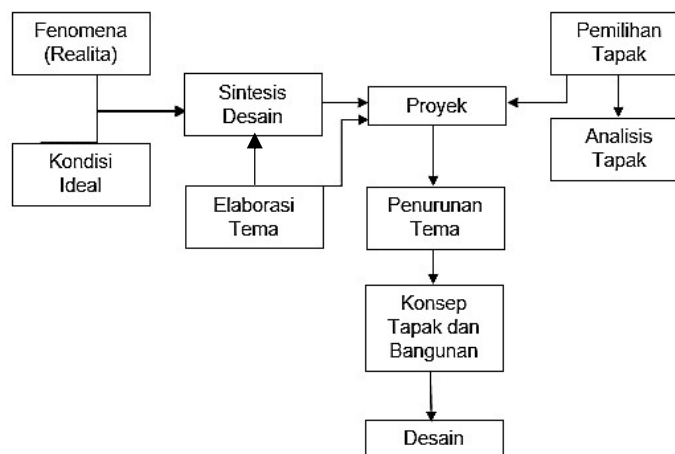 Fenomena
(Realita)
Pemilihan
Tapak
Sintesis
Desain
Proyek
Kondisi
Ideal
Analisis
Tapak
Elaborasi
Tema
Penurunan
Tema
Konsep
Tapak dan
Bangunan
Desain